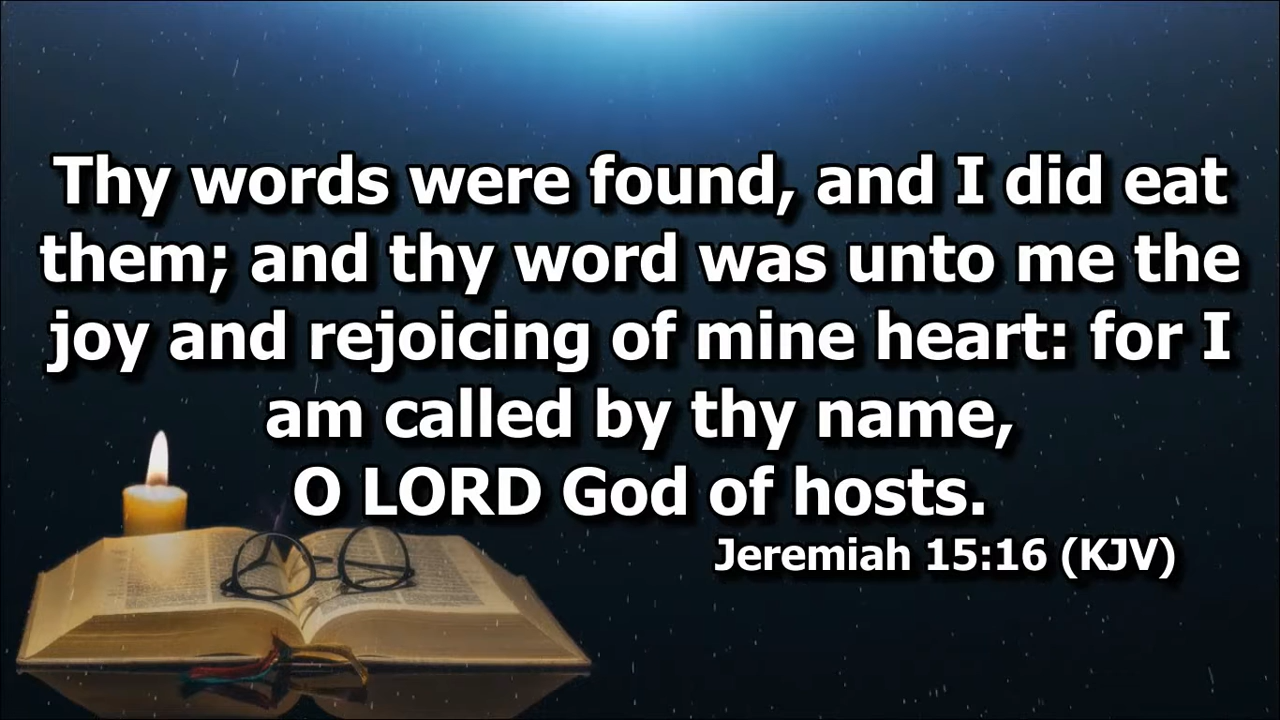 Thy words were found, and I did eat
them; and thy word was unto me the
joy and rejoicing of mine heart: for I
am called by thy name,
O LORD God of hosts.
Jeremiah 15:16 (KJV)